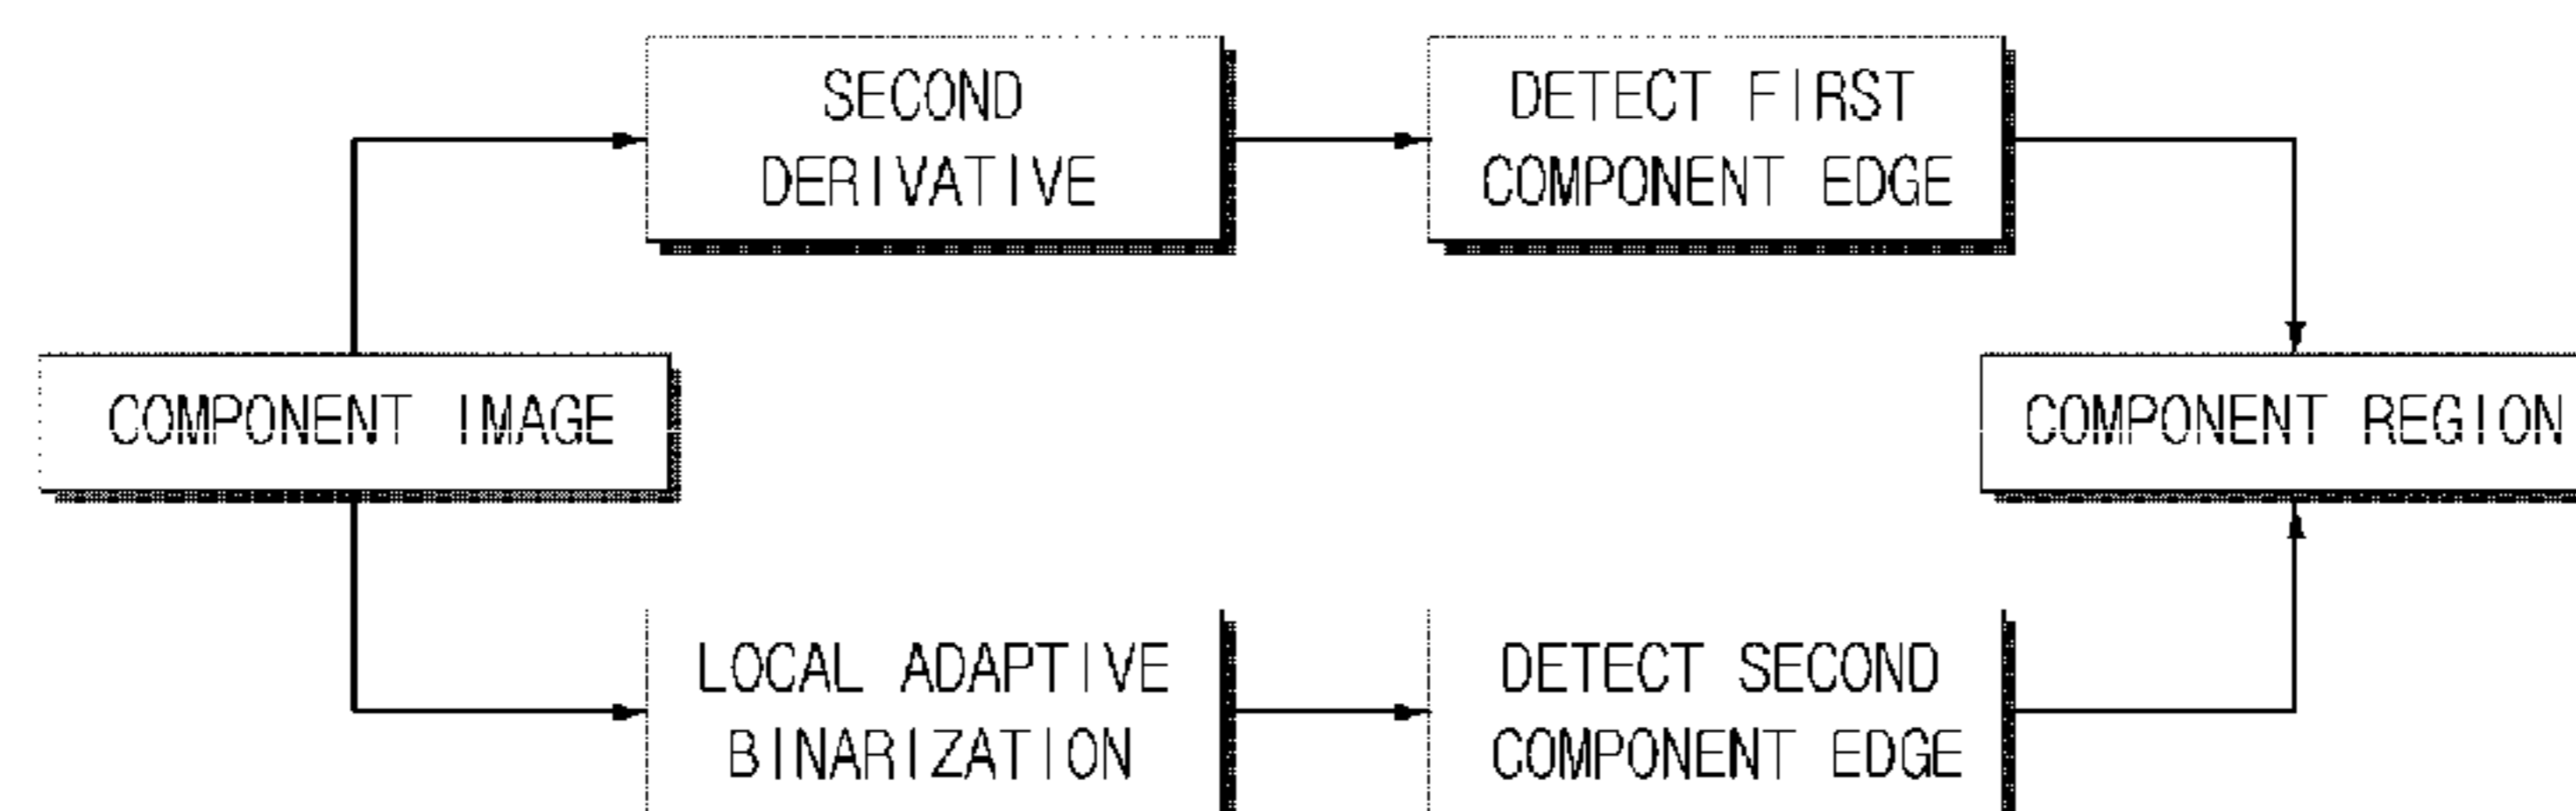 SECOND
DERIVATIVE
DETECT FIRST
COMPONENT EDGE
COMPONENT IMAGE
COMPONENT REGION
LOCAL ADAPTIVE
BINARIZATION
DETECT SECOND
COMPONENT EDGE